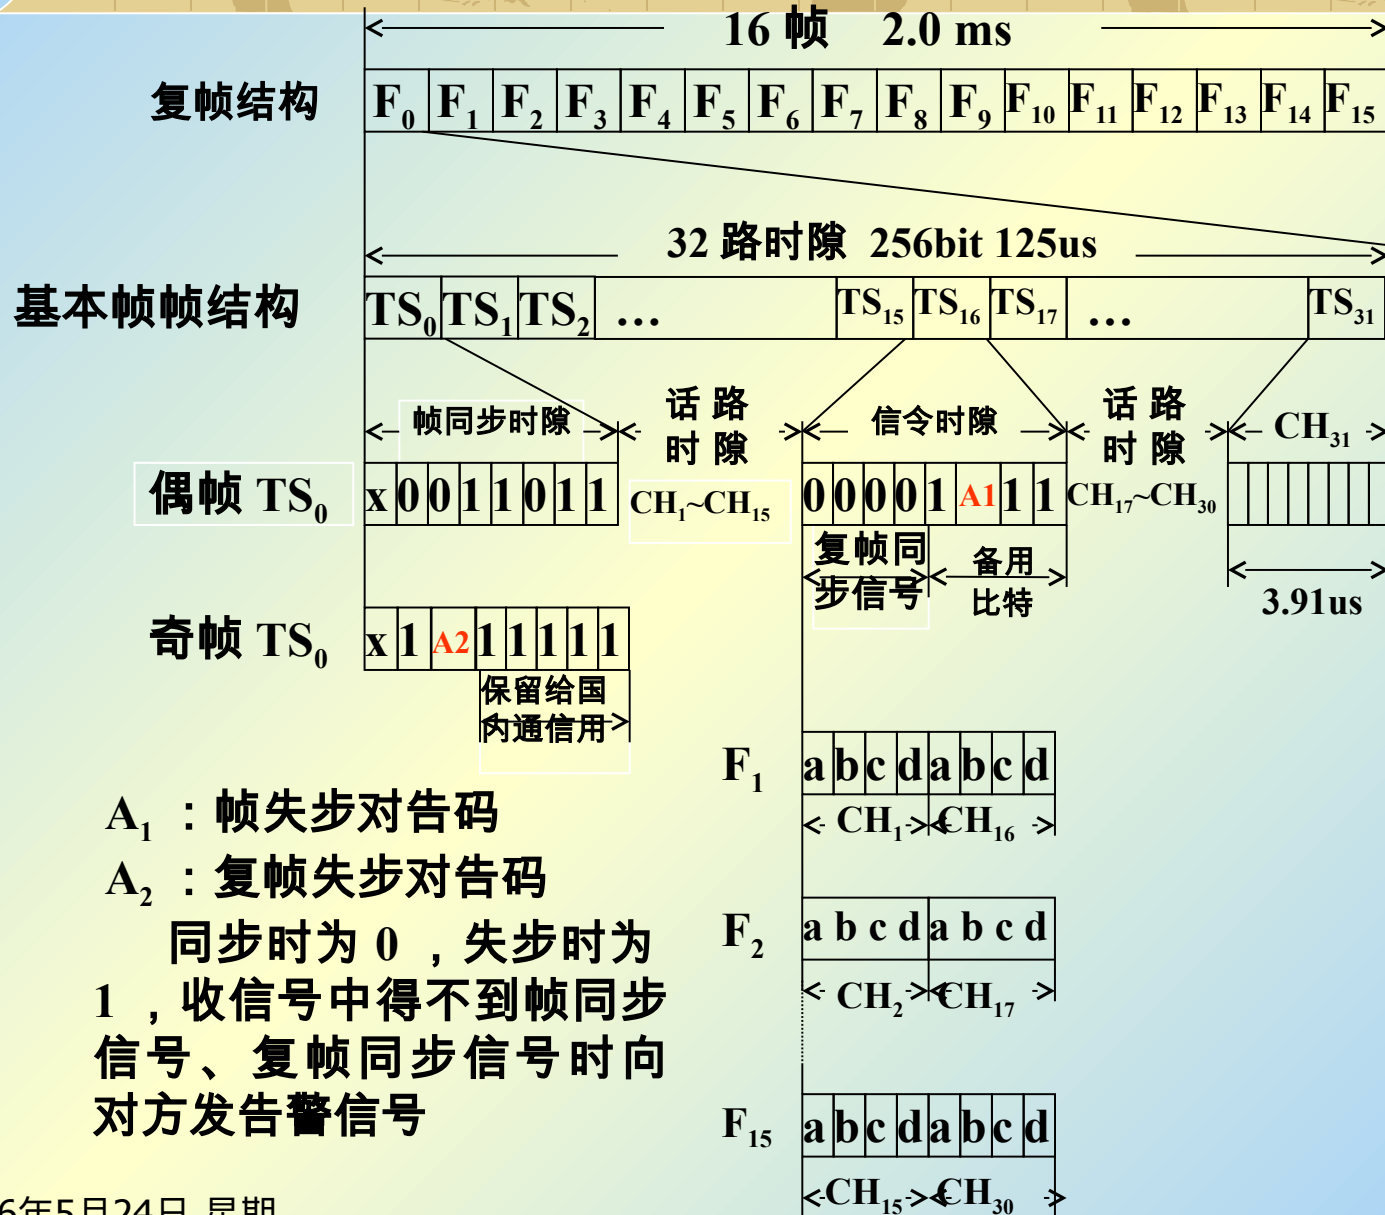 16 帧 2.0 ms
复帧结构
F0 F1 F2 F3 F4 F5 F6 F7 F8 F9 F10 F11 F12 F13 F14 F15
32 路时隙 256bit 125us
基本帧帧结构
TS0 TS1 TS2 … TS15 TS16 TS17 … TS31
帧同步时隙
话 路
时 隙
信令时隙
话 路
时 隙
CH31
偶帧 TS0
x 0 0 1 1 0 1 1
CH1~CH15
0 0 0 0 1 A1 1 1
CH17~CH30
复帧同
步信号
备用
比特
3.91us
奇帧 TS0
x 1 A2 1 1 1 1 1
保留给国
内通信用
F1
a b c d a b c d
CH1 CH16
A1 ：帧失步对告码
A2 ：复帧失步对告码
同步时为 0 ，失步时为
1 ，收信号中得不到帧同步
信号、复帧同步信号时向
对方发告警信号
F2
a b c d a b c d
CH2 CH17
F15
a b c d a b c d
CH15 CH30
6年5月24日 星期